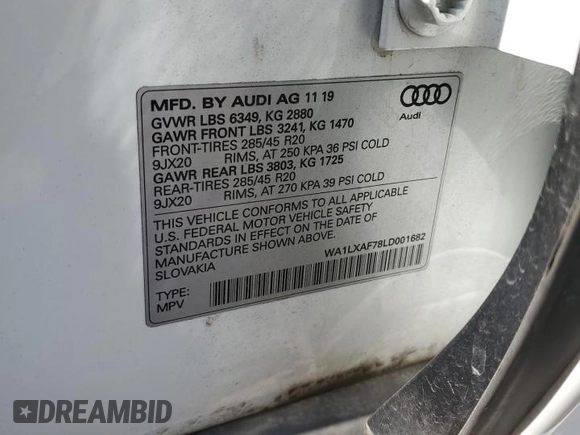 MFD. BY AUDI AG 11 19
GVWR LBS 6349, KG 2880
GAWR FRONT LBS 3241, KG 1470
FRONT-TIRES 285/45 R20
9JX20 RIMS, AT 250 KPA 36 PSI COLD
GAWR REAR LBS 3803, KG 1725
REAR-TIRES 285/45 R20
9JX20 RIMS, AT 270 KPA 39 PSI COLD
Audi
THIS VEHICLE CONFORMS TO ALL APPLICABLE
U.S. FEDERAL MOTOR VEHICLE SAFETY
STANDARDS IN EFFECT ON THE DATE OF
MANUFACTURE SHOWN ABOVE.
SLOVAKIA
WA1LXAF78LD001682
TYPE:
MPV
DREAMBID